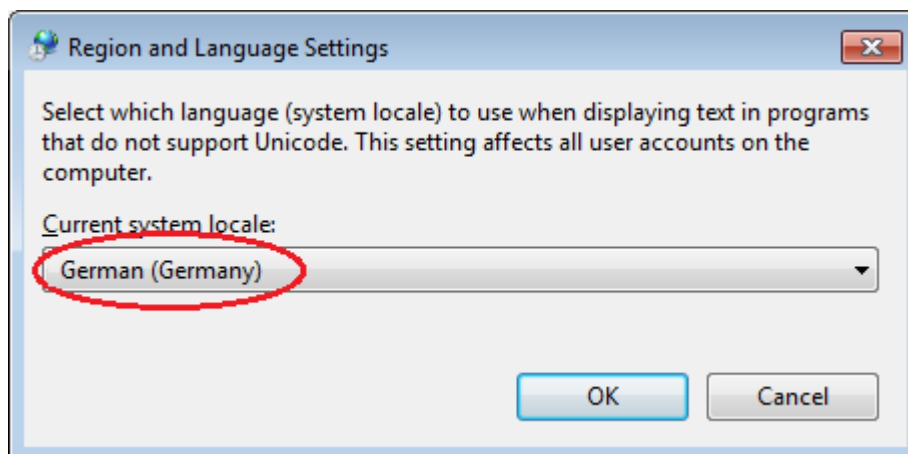 Region and Language Settings
Select which language (system locale) to use when displaying text in programs
that do not support Unicode. This setting affects all user accounts on the
computer.
Current system locale:
German (Germany)
OK Cancel